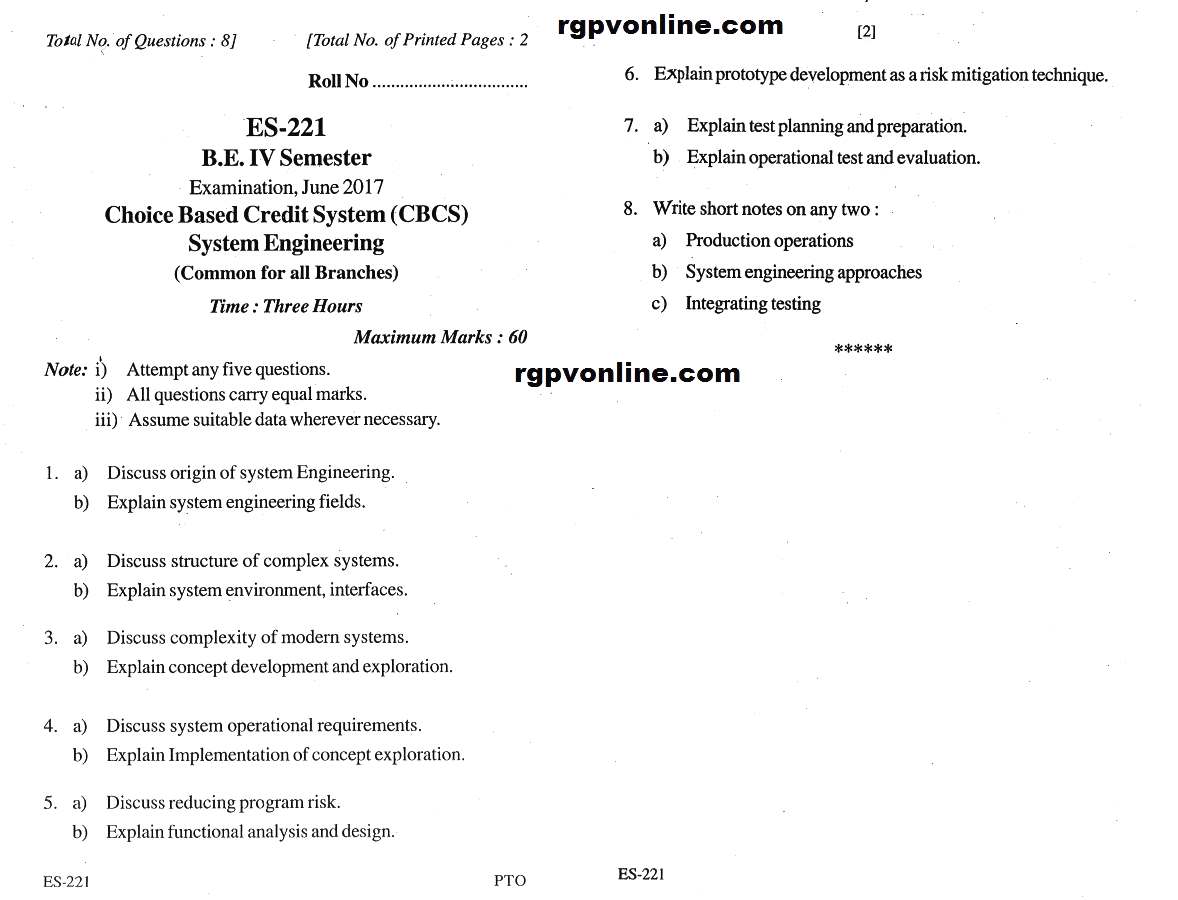 Total No. of Questions : 8] [Total No. of Printed Pages : 2
Roll No ..................................
ES-221
B.E. IV Semester
Examination, June 2017
Choice Based Credit System (CBCS)
System Engineering
(Common for all Branches)
Time : Three Hours
Maximum Marks : 60
Note: i) Attempt any five questions.
ii) All questions carry equal marks.
iii) Assume suitable data wherever necessary.
1. a) Discuss origin of system Engineering.
b) Explain system engineering fields.
2. a) Discuss structure of complex systems.
b) Explain system environment, interfaces.
3. a) Discuss complexity of modern systems.
b) Explain concept development and exploration.
4. a) Discuss system operational requirements.
b) Explain Implementation of concept exploration.
5. a) Discuss reducing program risk.
b) Explain functional analysis and design.
ES-221 PTO
rgpvonline.com
[2]
6. Explain prototype development as a risk mitigation technique.
7. a) Explain test planning and preparation.
b) Explain operational test and evaluation.
8. Write short notes on any two :
a) Production operations
b) System engineering approaches
c) Integrating testing
******
rgpvonline.com
ES-221